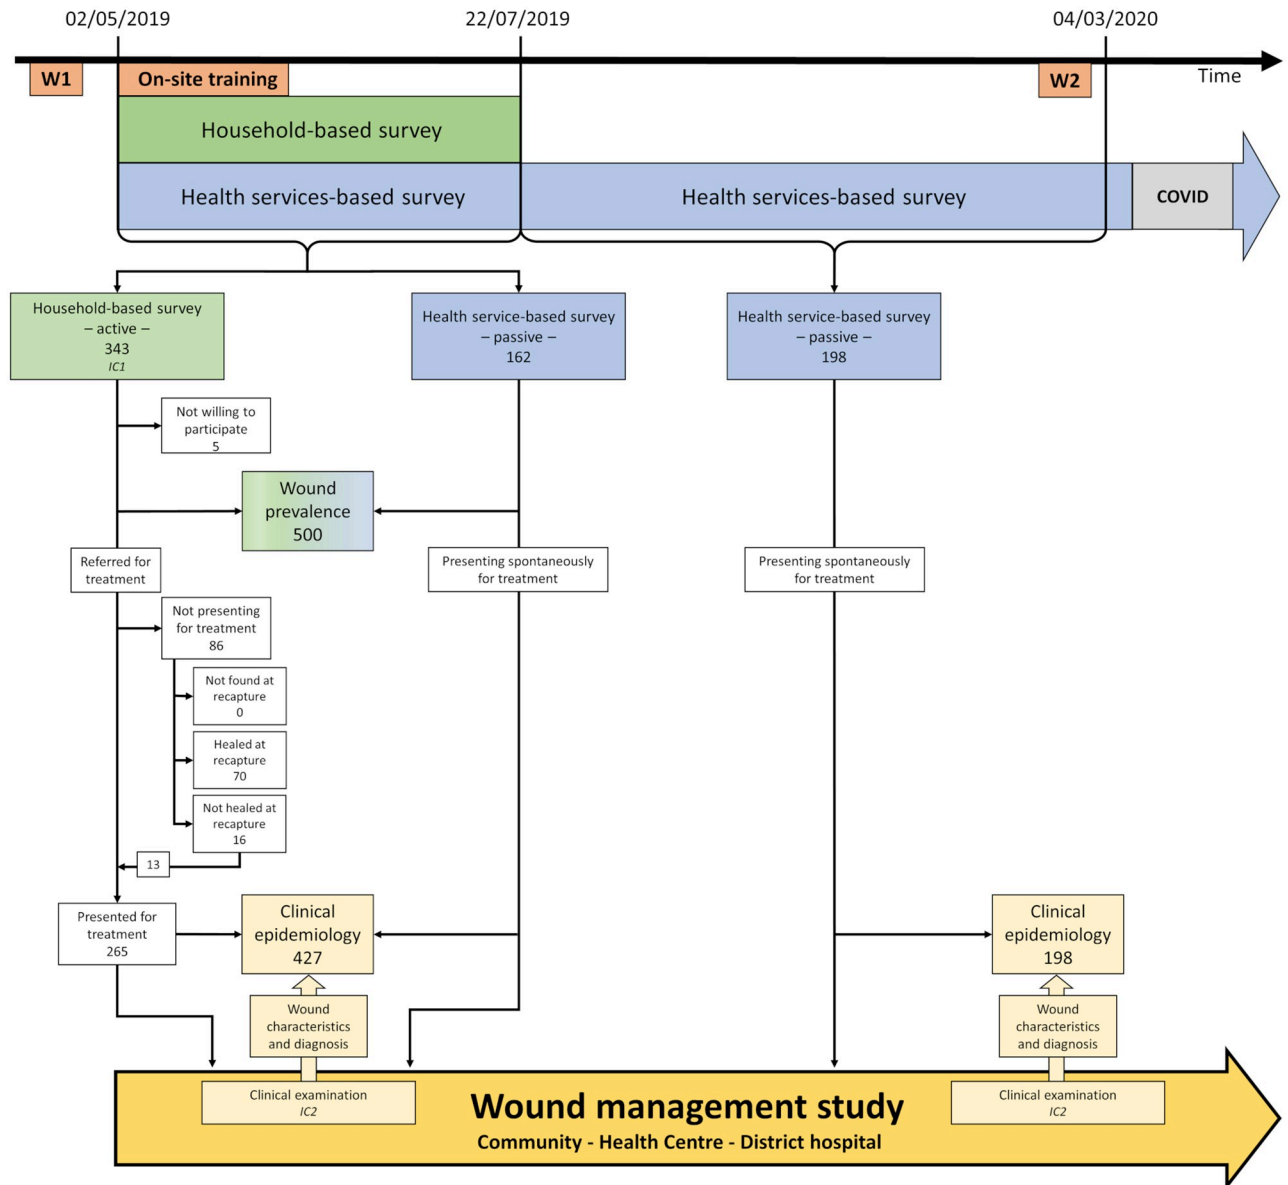 02/05/2019
22/07/2019
04/03/2020
W1
On-site training
W2
Time
Household-based survey
Health services-based survey
Health services-based survey
COVID
Household-based survey
– active –
343
IC1
Health service-based survey
– passive –
162
Health service-based survey
– passive –
198
Not willing to
participate
5
Wound
prevalence
500
Referred for
treatment
Presenting spontaneously
for treatment
Presenting spontaneously
for treatment
Not presenting
for treatment
86
Not found at
recapture
0
Healed at
recapture
70
Not healed at
recapture
16
13
Presented for
treatment
265
Clinical
epidemiology
427
Clinical
epidemiology
198
Wound
characteristics
and diagnosis
Wound
characteristics
and diagnosis
Clinical examination
IC2
Clinical examination
IC2
Wound management study
Community - Health Centre - District hospital